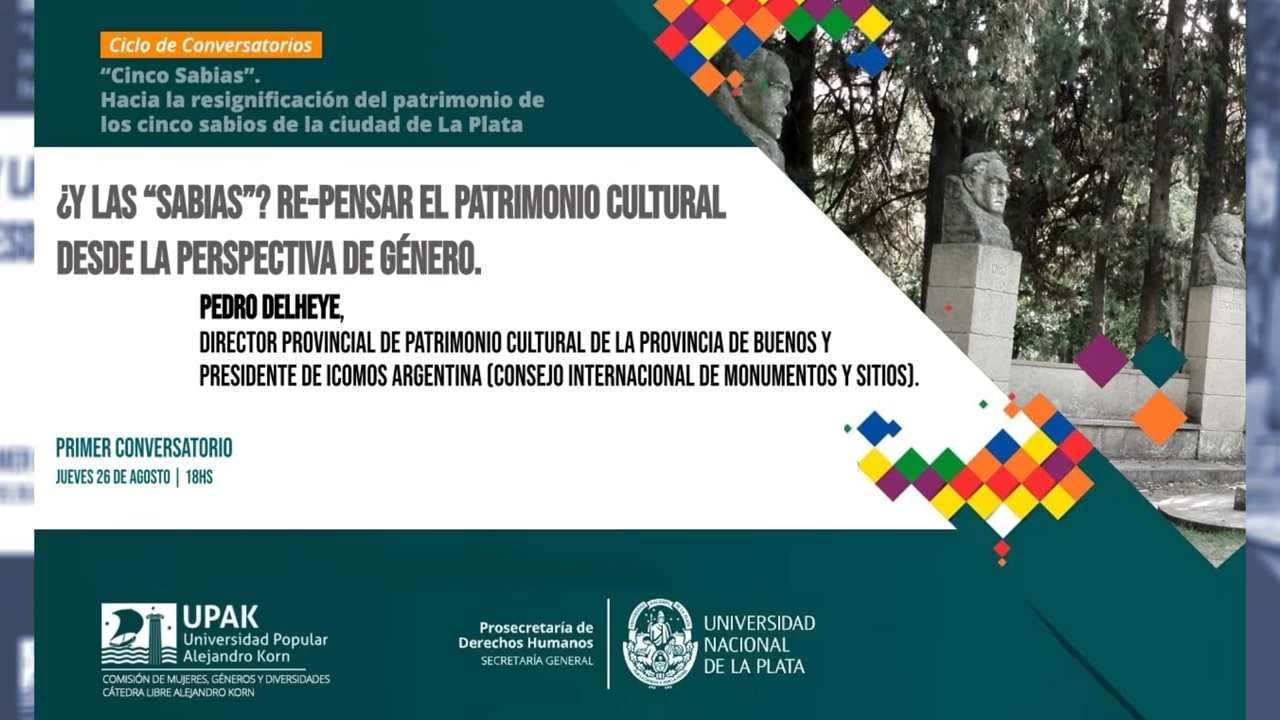 Ciclo de Conversatorios
“Cinco Sabias”.
Hacia la resignificación del patrimonio de
los cinco sabios de la ciudad de La Plata
¿Y LAS “SABIAS”? RE-PENSAR EL PATRIMONIO CULTURAL
DESDE LA PERSPECTIVA DE GÉNERO.
PEDRO DELHEYE,
DIRECTOR PROVINCIAL DE PATRIMONIO CULTURAL DE LA PROVINCIA DE BUENOS Y
PRESIDENTE DE ICOMOS ARGENTINA (CONSEJO INTERNACIONAL DE MONUMENTOS Y SITIOS).
PRIMER CONVERSATORIO
JUEVES 26 DE AGOSTO | 18HS
UPAK
Universidad Popular
Alejandro Korn
COMISIÓN DE MUJERES, GÉNEROS Y DIVERSIDADES
CÁTEDRA LIBRE ALEJANDRO KORN
Prosecretaría de
Derechos Humanos
SECRETARÍA GENERAL
UNIVERSIDAD
NACIONAL
DE LA PLATA